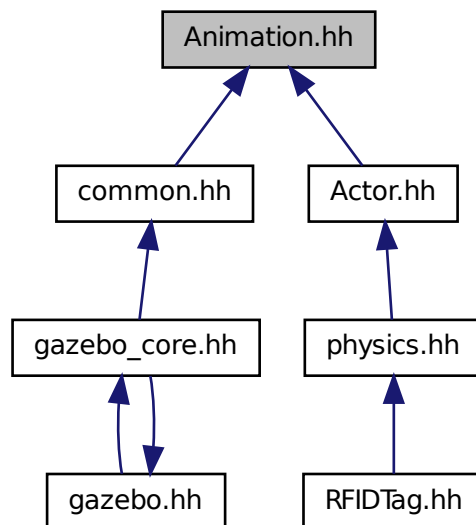 Animation.hh
common.hh
Actor.hh
gazebo_core.hh
physics.hh
gazebo.hh
RFIDTag.hh